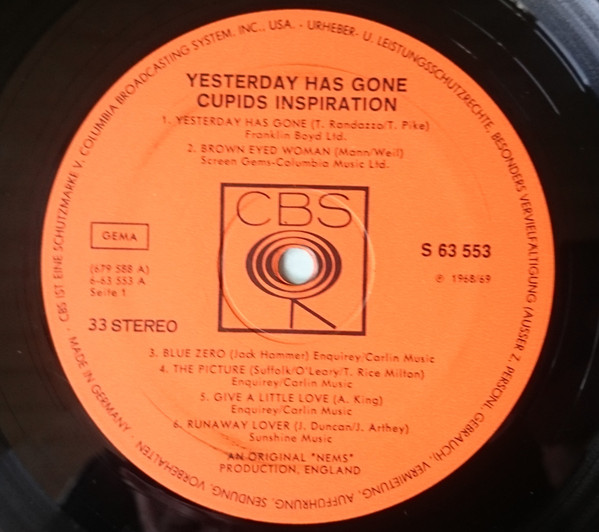 CBS IST EINE SCHUTZMARKE V. COLUMBIA BROADCASTING SYSTEM, INC., USA. - URHEBER- U. LEISTUNGSSCHUTZRECHTE, BESONDERS VERVIELFÄLTIGUNG (AUSSER Z. PERSÖNL. GEBRAUCH), VERMIETUNG, AUFFÜHRUNG, SENDUNG, VORBEHALTEN · MADE IN GERMANY ·
YESTERDAY HAS GONE
CUPIDS INSPIRATION
1. YESTERDAY HAS GONE (T. Randazzo/T. Pike)
Franklin Boyd Ltd.
2. BROWN EYED WOMAN (Mann/Weil)
Screen Gems-Columbia Music Ltd.
CBS
GEMA
S 63 553
(679 588 A)
6-63 553 A
Seite 1
℗ 1968/69
33 STEREO
3. BLUE ZERO (Jack Hammer) Enquirey/Carlin Music
4. THE PICTURE (Suffolk/O'Leary/T. Rice Milton)
Enquirey/Carlin Music
5. GIVE A LITTLE LOVE (A. King)
Enquirey/Carlin Music
6. RUNAWAY LOVER (J. Duncan/J. Arthey)
Sunshine Music
AN ORIGINAL "NEMS"
PRODUCTION, ENGLAND